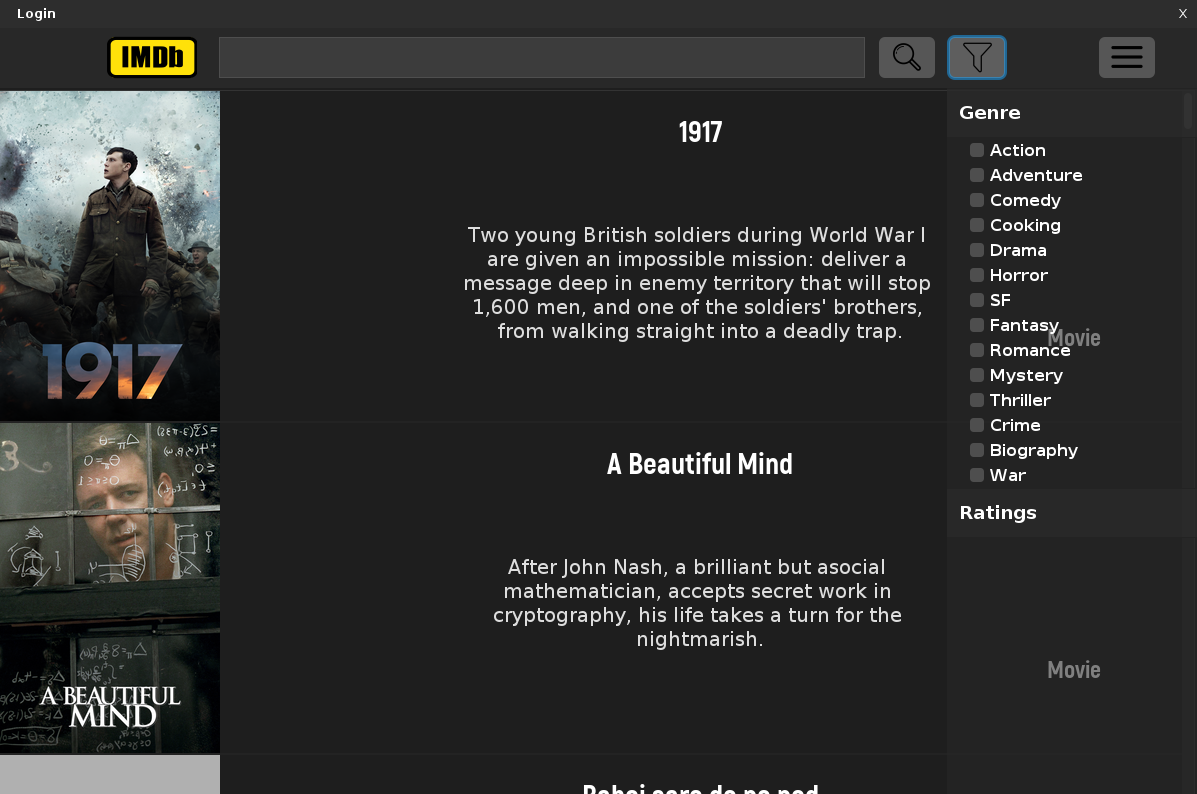 Login
X
IMDb
1917
Two young British soldiers during World War I
are given an impossible mission: deliver a
message deep in enemy territory that will stop
1,600 men, and one of the soldiers' brothers,
from walking straight into a deadly trap.
1917
Movie
Genre
Action
Adventure
Comedy
Cooking
Drama
Horror
SF
Fantasy
Romance
Mystery
Thriller
Crime
Biography
War
Ratings
A Beautiful Mind
After John Nash, a brilliant but asocial
mathematician, accepts secret work in
cryptography, his life takes a turn for the
nightmarish.
A BEAUTIFUL
MIND
Movie